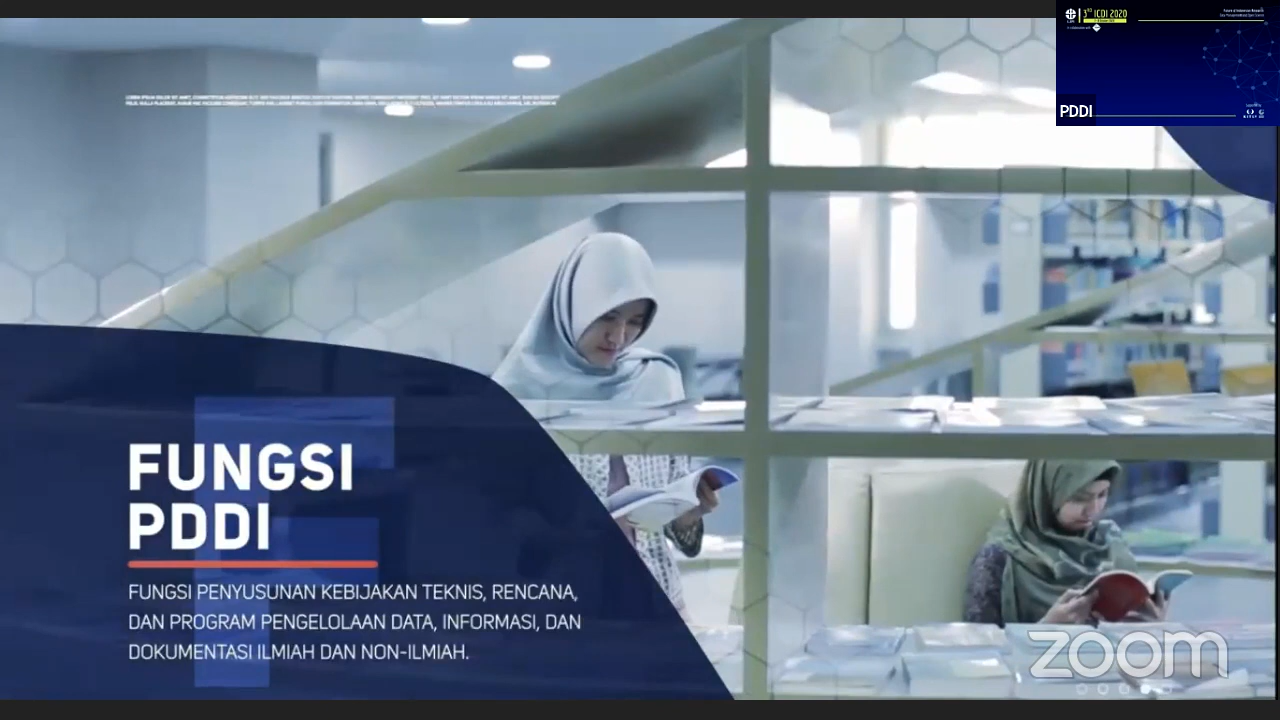 3RD ICDI 2020
PDDI
FUNGSI
PDDI
FUNGSI PENYUSUNAN KEBIJAKAN TEKNIS, RENCANA,
DAN PROGRAM PENGELOLAAN DATA, INFORMASI, DAN
DOKUMENTASI ILMIAH DAN NON-ILMIAH.
zoom